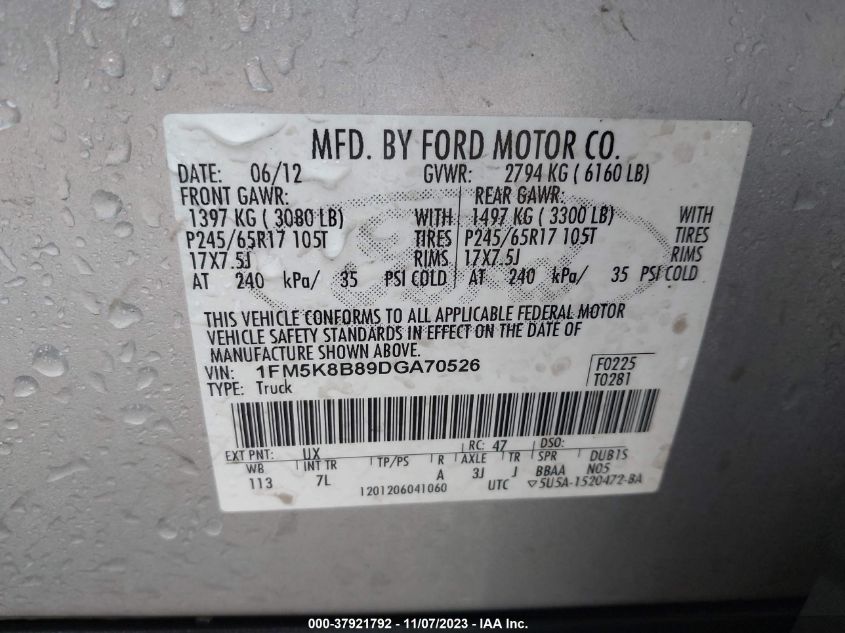 MFD. BY FORD MOTOR CO.
DATE: 06/12 GVWR: 2794 KG ( 6160 LB)
FRONT GAWR: REAR GAWR:
1397 KG ( 3080 LB) WITH 1497 KG ( 3300 LB) WITH
P245/65R17 105T TIRES P245/65R17 105T TIRES
17X7.5J RIMS 17X7.5J RIMS
AT 240 kPa/ 35 PSI COLD AT 240 kPa/ 35 PSI COLD
THIS VEHICLE CONFORMS TO ALL APPLICABLE FEDERAL MOTOR
VEHICLE SAFETY STANDARDS IN EFFECT ON THE DATE OF
MANUFACTURE SHOWN ABOVE.
VIN: 1FM5K8B89DGA70526 F0225
TYPE: Truck T0281
EXT PNT: UX RC: 47 DSO:
WB INT TR TP/PS R AXLE TR SPR DUB1S
113 7L A 3J J BBAA N05
1201206041060 UTC ▽5U5A-1520472-BA
000-37921792 - 11/07/2023 - IAA Inc.